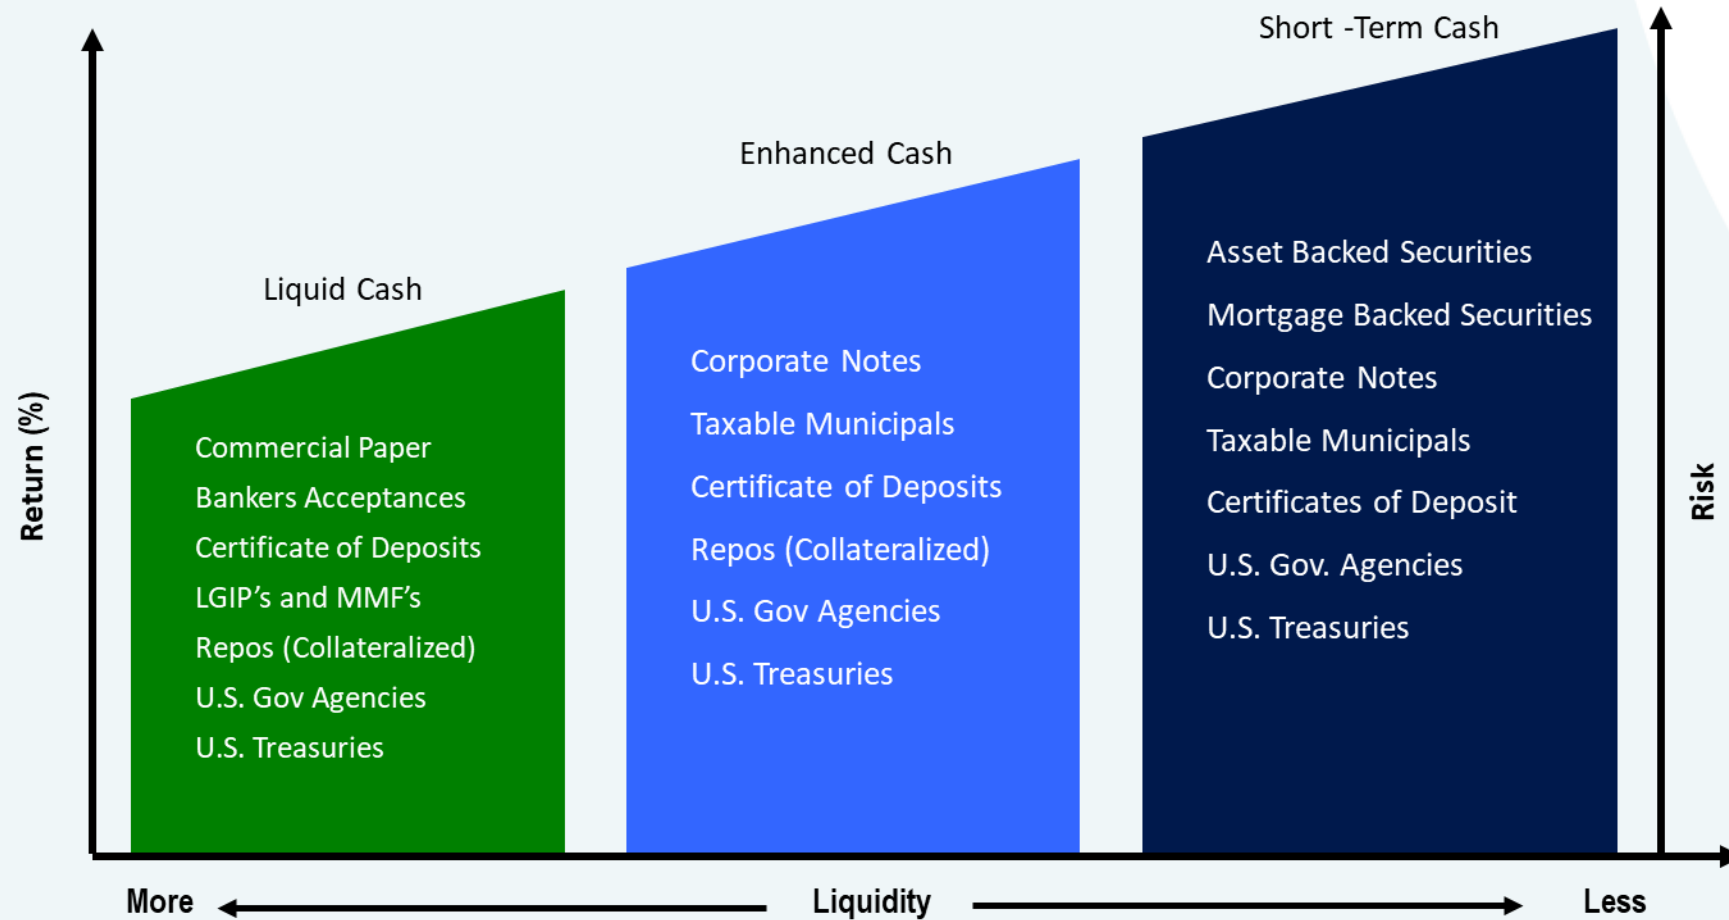 Short -Term Cash
Enhanced Cash
Liquid Cash
Return (%)
Commercial Paper
Bankers Acceptances
Certificate of Deposits
LGIP’s and MMF’s
Repos (Collateralized)
U.S. Gov Agencies
U.S. Treasuries
Corporate Notes
Taxable Municipals
Certificate of Deposits
Repos (Collateralized)
U.S. Gov Agencies
U.S. Treasuries
Asset Backed Securities
Mortgage Backed Securities
Corporate Notes
Taxable Municipals
Certificates of Deposit
U.S. Gov. Agencies
U.S. Treasuries
Risk
More Liquidity Less